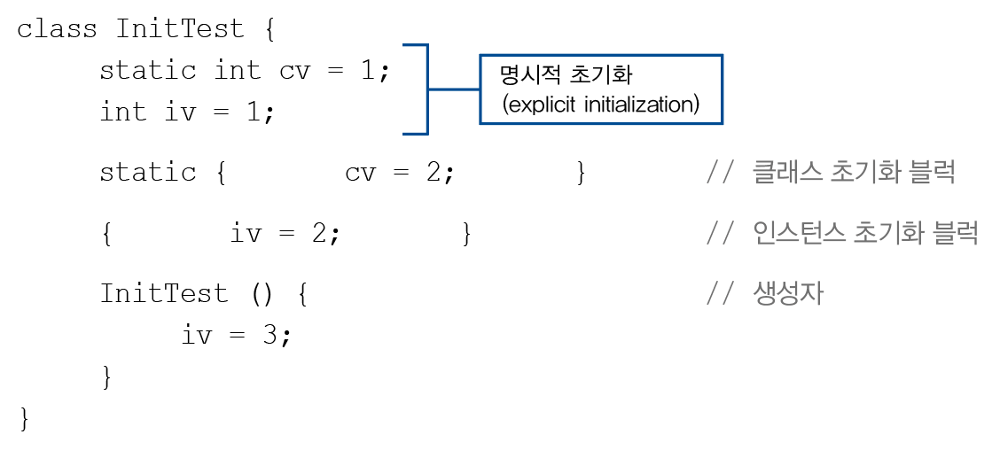 class InitTest {
static int cv = 1;
int iv = 1;
명시적 초기화
(explicit initialization)
static { cv = 2; } // 클래스 초기화 블럭
{ iv = 2; } // 인스턴스 초기화 블럭
InitTest () { // 생성자
iv = 3;
}
}